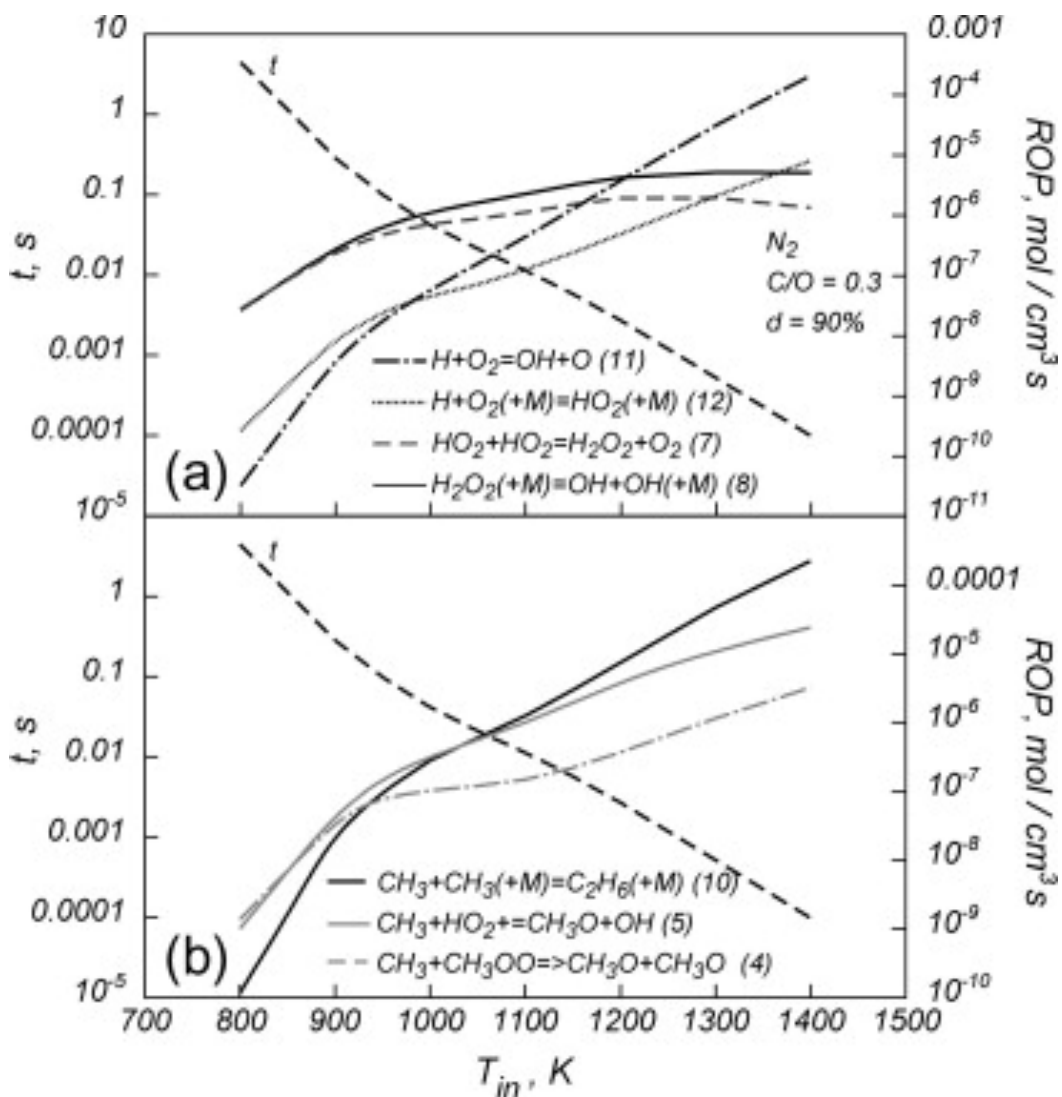 10
1
0.1
0.01
0.001
0.0001
10⁻⁵
t, s
t
0.001
10⁻⁴
10⁻⁵
10⁻⁶
10⁻⁷
10⁻⁸
10⁻⁹
10⁻¹⁰
10⁻¹¹
ROP, mol / cm³ s
N₂
C/O = 0.3
d = 90%
H+O₂=OH+O (11)
H+O₂(+M)=HO₂(+M) (12)
HO₂+HO₂=H₂O₂+O₂ (7)
H₂O₂(+M)=OH+OH(+M) (8)
(a)
1
0.1
0.01
0.001
0.0001
10⁻⁵
t, s
t
0.0001
10⁻⁵
10⁻⁶
10⁻⁷
10⁻⁸
10⁻⁹
10⁻¹⁰
ROP, mol / cm³ s
CH₃+CH₃(+M)=C₂H₆(+M) (10)
CH₃+HO₂+=CH₃O+OH (5)
CH₃+CH₃OO=>CH₃O+CH₃O (4)
(b)
700 800 900 1000 1100 1200 1300 1400 1500
T_in , K